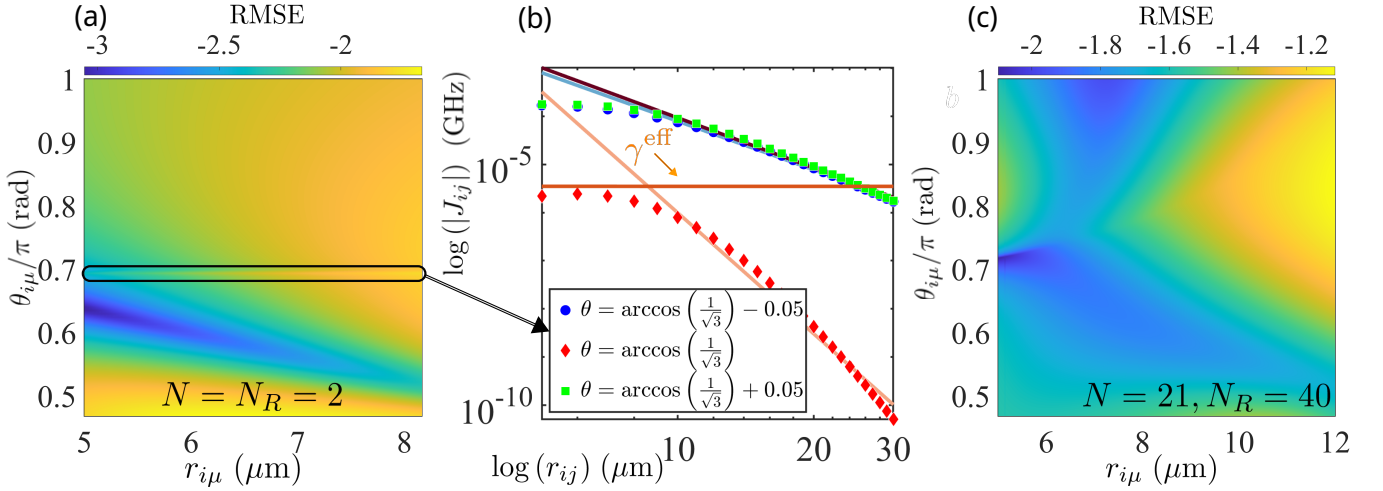 (a)
RMSE
-3 -2.5 -2
θ_{iμ}/π (rad)
1
0.9
0.8
0.7
0.6
0.5
N = N_R = 2
5 6 7 8
r_{iμ} (μm)
(b)
log(|J_{ij}|) (GHz)
10^{-5}
10^{-10}
γ^{eff}
θ = arccos(1/√3) − 0.05
θ = arccos(1/√3)
θ = arccos(1/√3) + 0.05
10 20 30
log(r_{ij}) (μm)
(c)
RMSE
-2 -1.8 -1.6 -1.4 -1.2
b
θ_{iμ}/π (rad)
1
0.9
0.8
0.7
0.6
0.5
N = 21, N_R = 40
6 8 10 12
r_{iμ} (μm)